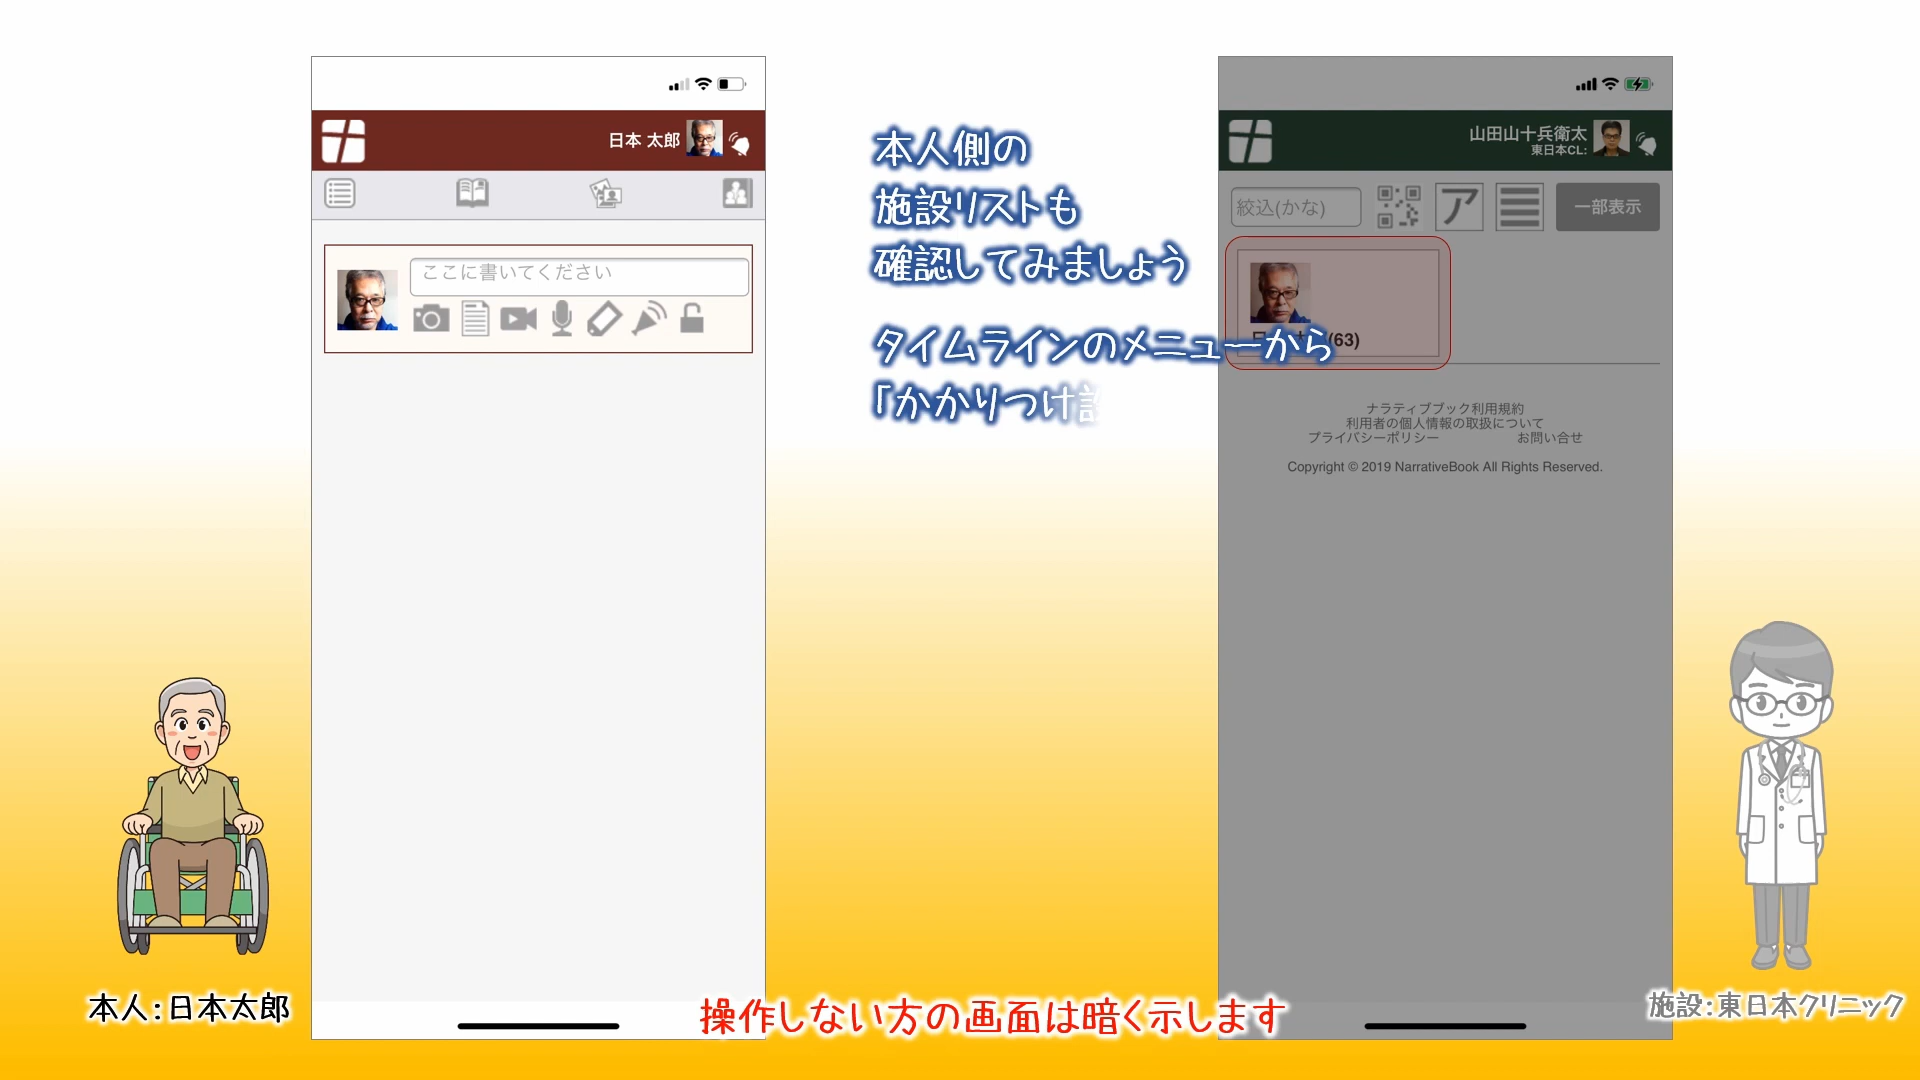 日本 太郎
ここに書いてください
本人側の
施設リストも
確認してみましょう
タイムラインのメニューから
「かかりつけ
山田山十兵衛太
東日本CL:
絞込(かな)
ア
一部表示
(63)
ナラティブブック利用規約
利用者の個人情報の取扱について
プライバシーポリシー お問い合せ
Copyright © 2019 NarrativeBook All Rights Reserved.
本人:日本太郎
操作しない方の画面は暗く示します
施設:東日本クリニック